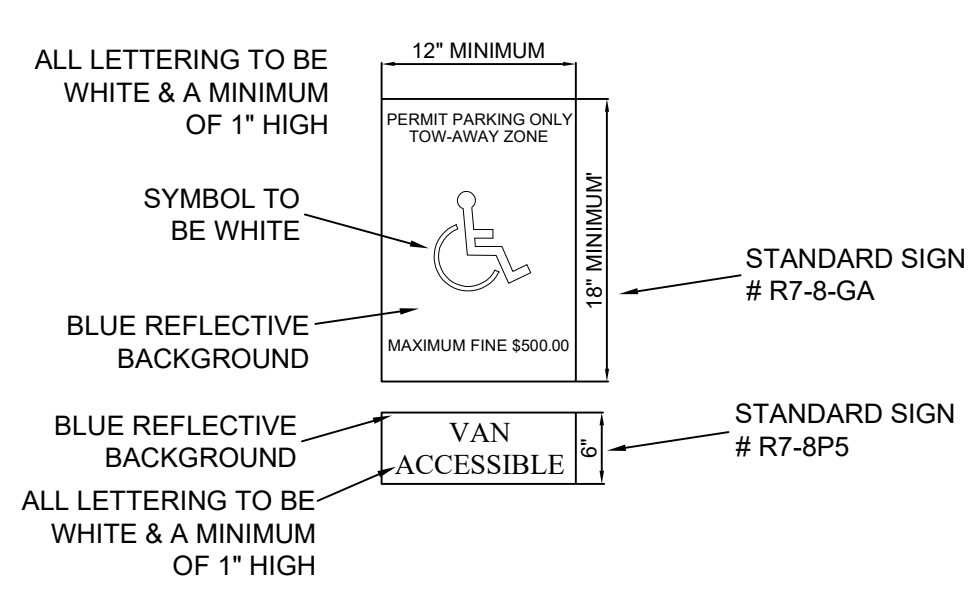 12" MINIMUM
ALL LETTERING TO BE
WHITE & A MINIMUM
OF 1" HIGH
PERMIT PARKING ONLY
TOW-AWAY ZONE
SYMBOL TO
BE WHITE
18" MINIMUM'
STANDARD SIGN
# R7-8-GA
BLUE REFLECTIVE
BACKGROUND
MAXIMUM FINE $500.00
BLUE REFLECTIVE
BACKGROUND
VAN
ACCESSIBLE
6"
STANDARD SIGN
# R7-8P5
ALL LETTERING TO BE
WHITE & A MINIMUM
OF 1" HIGH